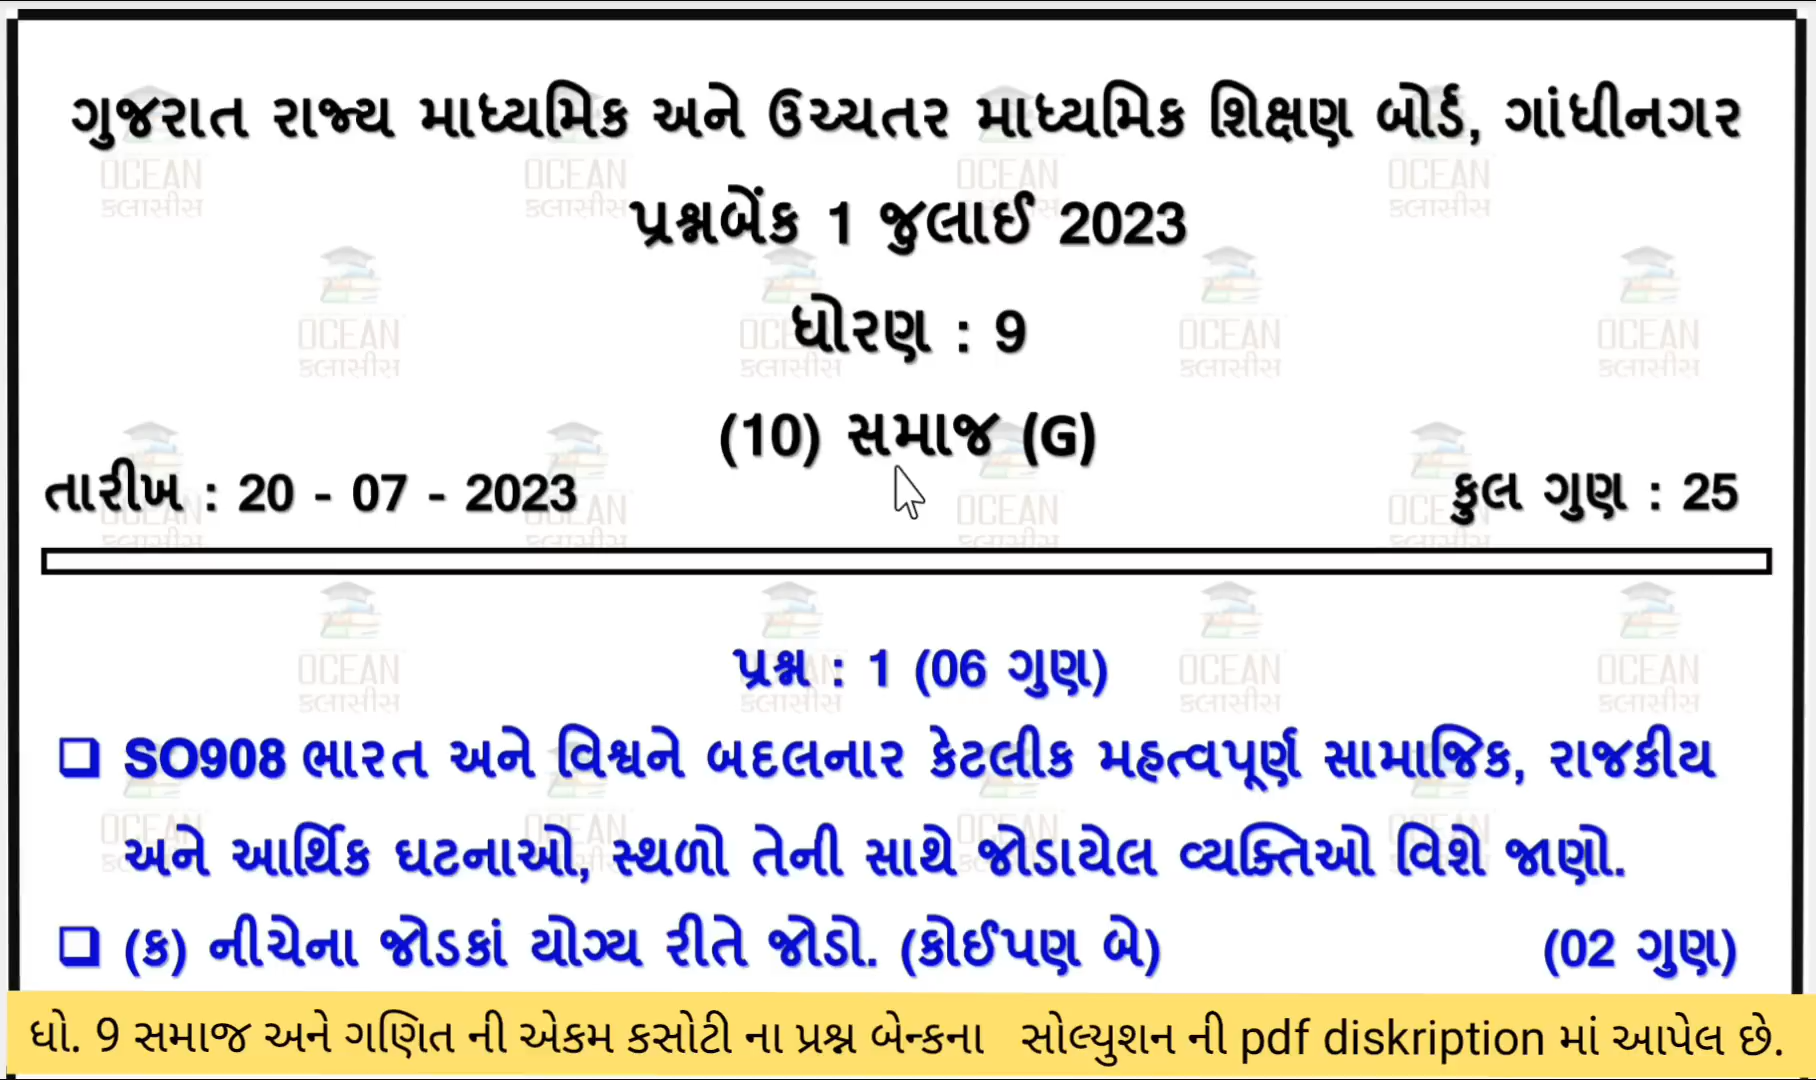 ગુજરાત રાજ્ય માધ્યમિક અને ઉચ્ચતર માધ્યમિક શિક્ષણ બોર્ડ, ગાંધીનગર
પ્રશ્નબેંક 1 જુલાઈ 2023
ધોરણ : 9
(10) સમાજ (G)
તારીખ : 20 - 07 - 2023 કુલ ગુણ : 25
પ્રશ્ન : 1 (06 ગુણ)
❑ SO908 ભારત અને વિશ્વને બદલનાર કેટલીક મહત્વપૂર્ણ સામાજિક, રાજકીય
અને આર્થિક ઘટનાઓ, સ્થળો તેની સાથે જોડાયેલ વ્યક્તિઓ વિશે જાણો.
❑ (ક) નીચેના જોડકાં યોગ્ય રીતે જોડો. (કોઈપણ બે) (02 ગુણ)
ધો. 9 સમાજ અને ગણિત ની એકમ કસોટી ના પ્રશ્ન બેન્કના સોલ્યુશન ની pdf diskription માં આપેલ છે.
OCEAN
ક્લાસીસ